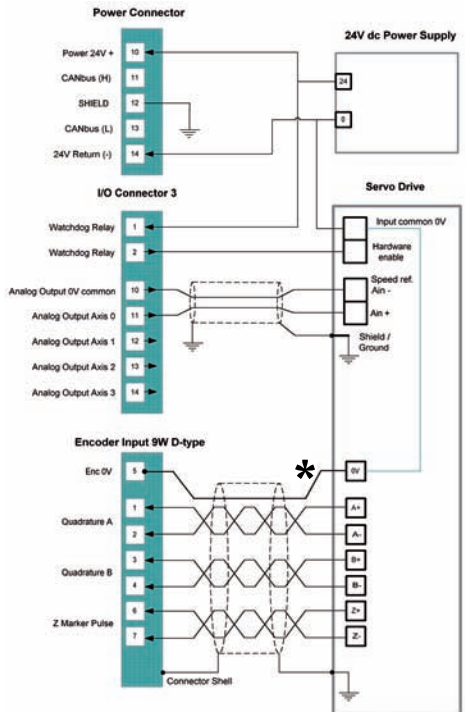 Power Connector
24V dc Power Supply
Power 24V +
10
CANbus (H)
11
SHIELD
12
CANbus (L)
13
24V Return (-)
14
24
0
I/O Connector 3
Servo Drive
Watchdog Relay
1
Watchdog Relay
2
Analog Output 0V common
10
Analog Output Axis 0
11
Analog Output Axis 1
12
Analog Output Axis 2
13
Analog Output Axis 3
14
Input common 0V
Hardware
enable
Speed ref.
Ain -
Ain +
Shield /
Ground
Encoder Input 9W D-type
Enc 0V
5
*
0V
Quadrature A
1
2
A+
A-
Quadrature B
3
4
B+
B-
Z Marker Pulse
6
7
Z+
Z-
Connector Shell